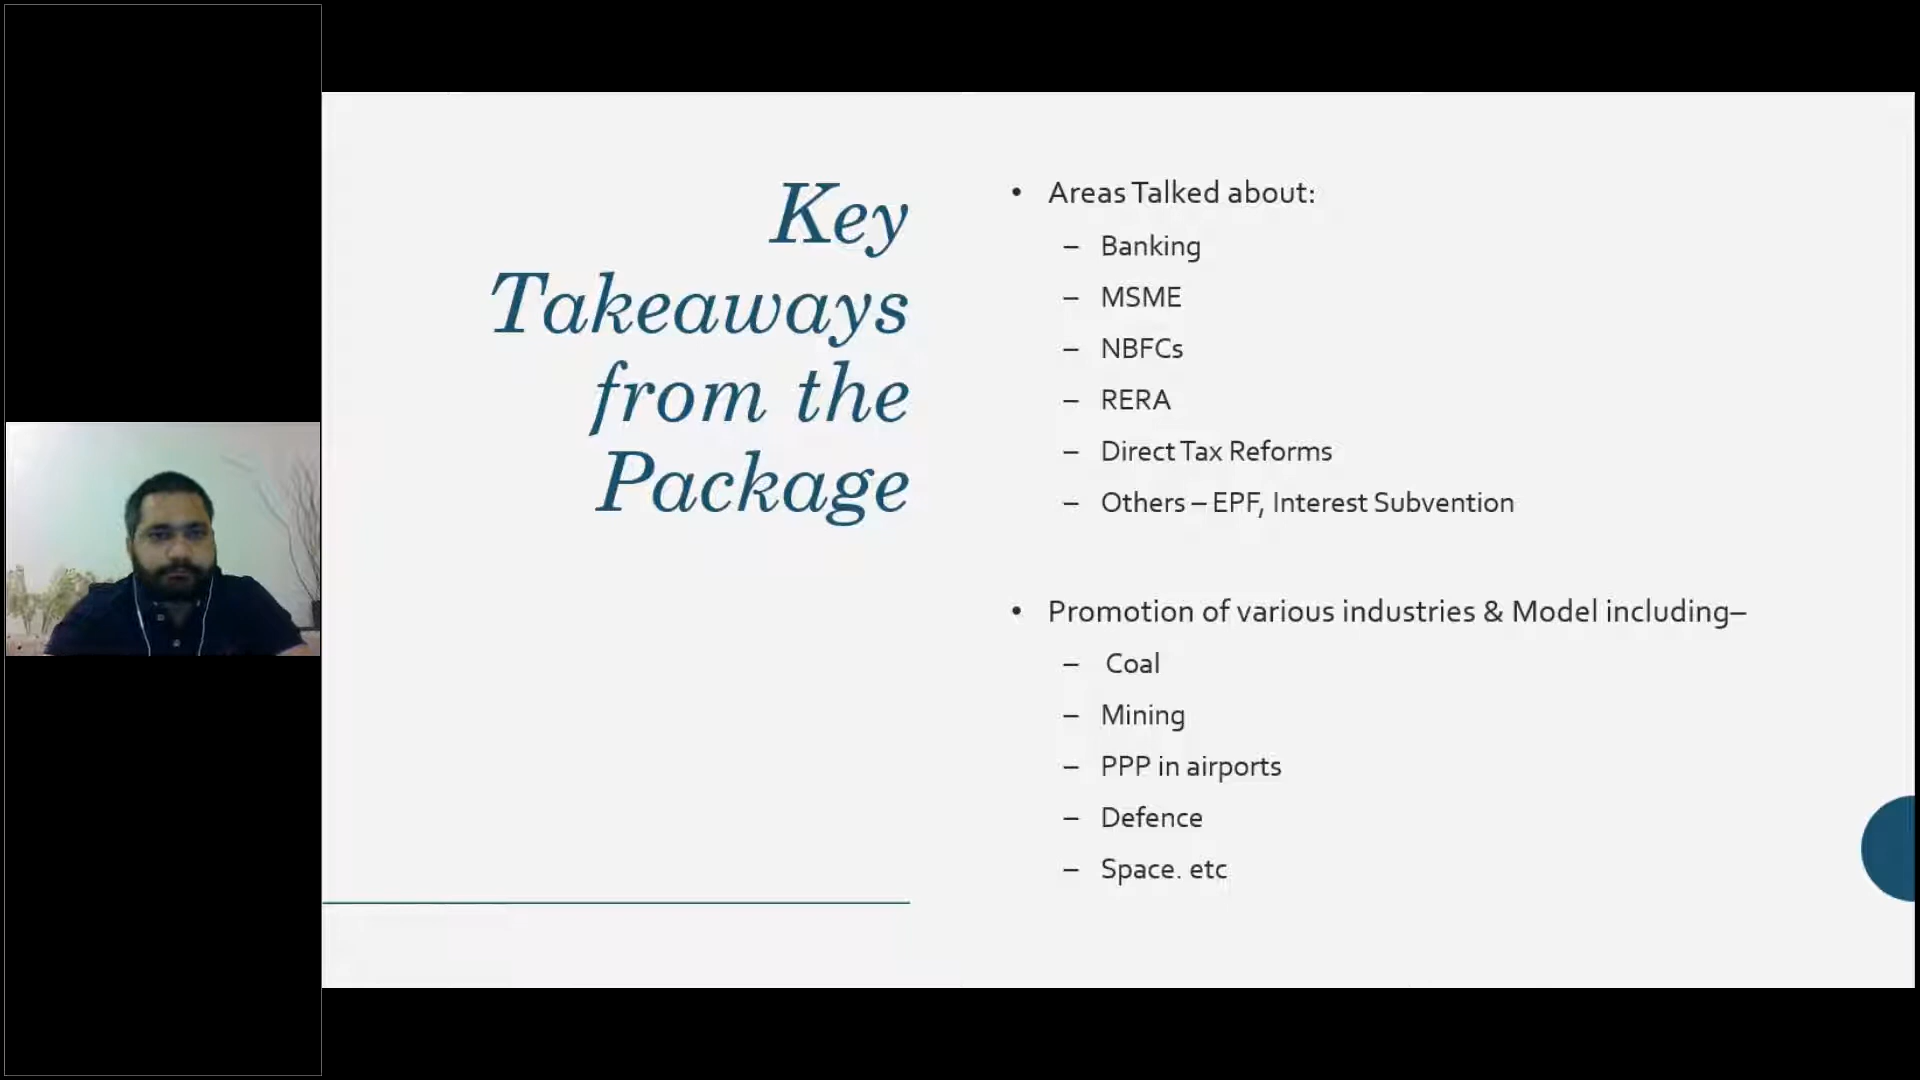 Key
Takeaways
from the
Package
• Areas Talked about:
– Banking
– MSME
– NBFCs
– RERA
– Direct Tax Reforms
– Others – EPF, Interest Subvention
• Promotion of various industries & Model including–
– Coal
– Mining
– PPP in airports
– Defence
– Space. etc